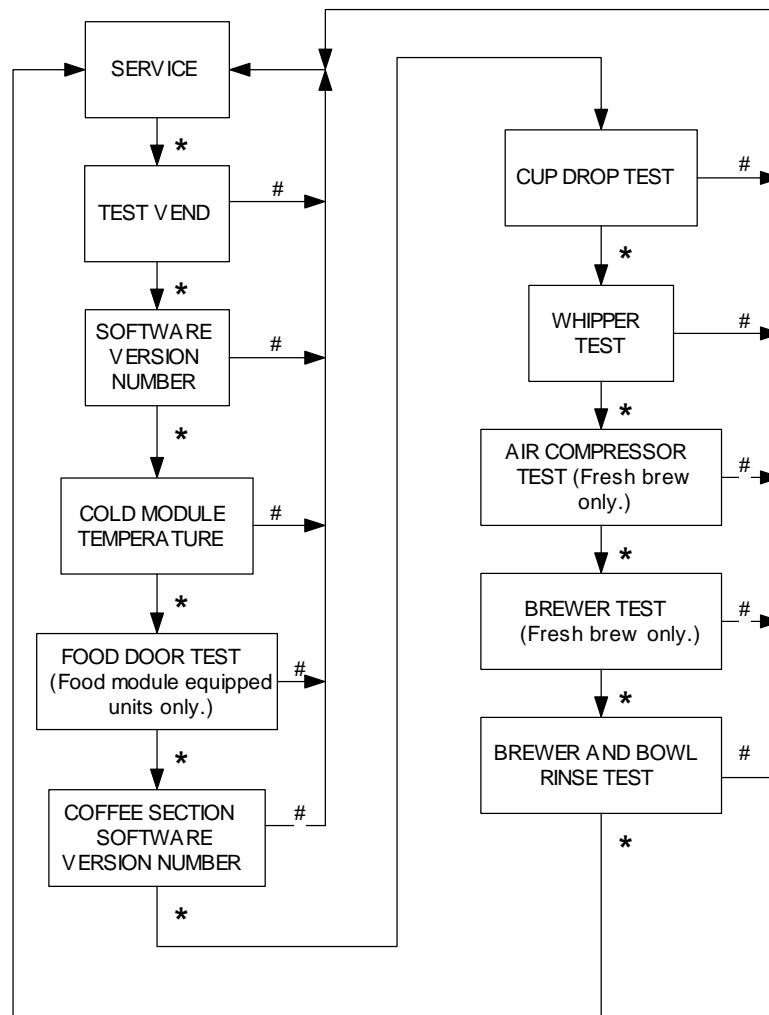 SERVICE
*
TEST VEND
#
*
SOFTWARE
VERSION
NUMBER
#
*
COLD MODULE
TEMPERATURE
#
*
FOOD DOOR TEST
(Food module equipped
units only.)
#
*
COFFEE SECTION
SOFTWARE
VERSION NUMBER
#
*
CUP DROP TEST
#
*
WHIPPER
TEST
#
*
AIR COMPRESSOR
TEST (Fresh brew
only.)
#
*
BREWER TEST
(Fresh brew only.)
#
*
BREWER AND BOWL
RINSE TEST
#
*